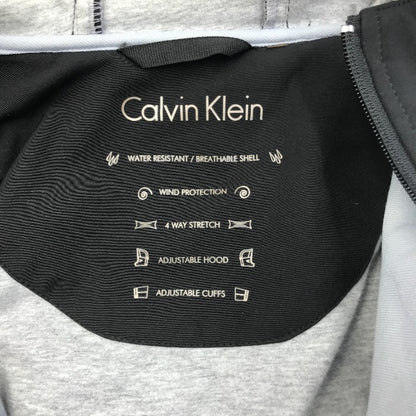 Calvin Klein
WATER RESISTANT / BREATHABLE SHELL
WIND PROTECTION
4 WAY STRETCH
ADJUSTABLE HOOD
ADJUSTABLE CUFFS